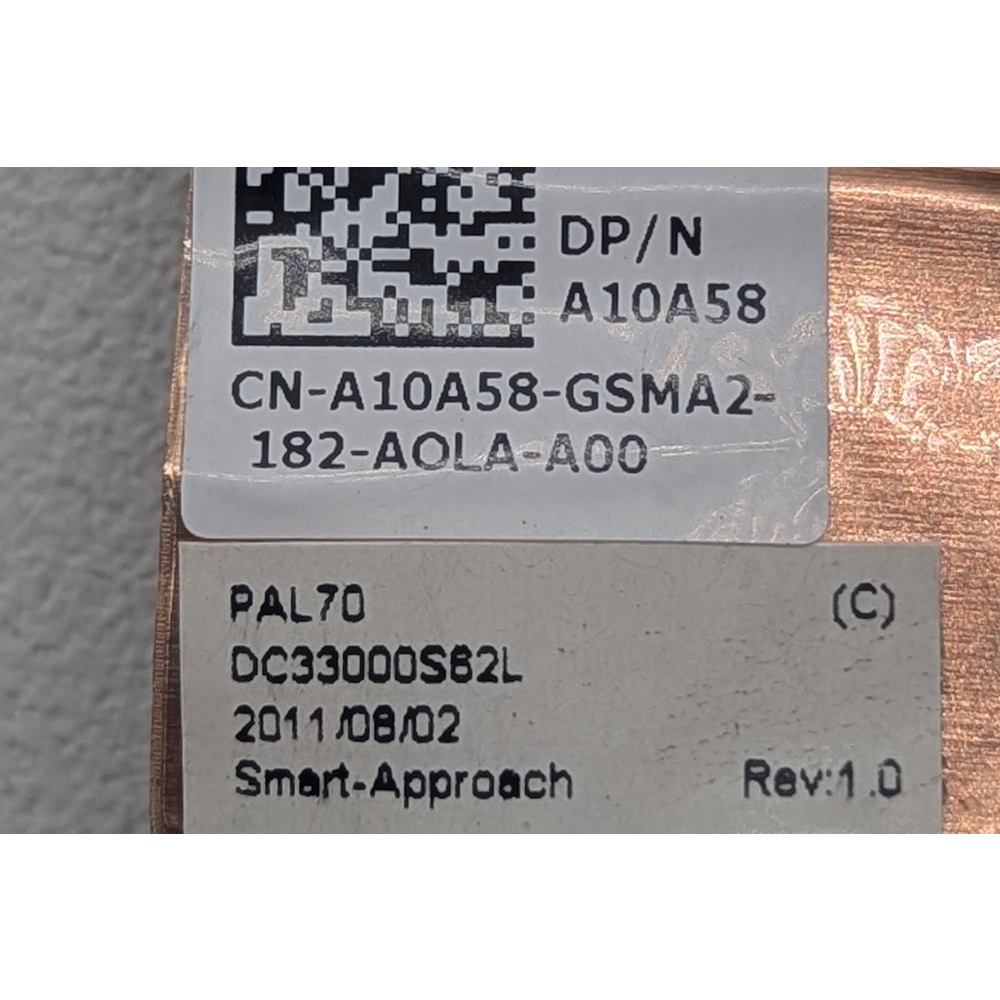 DP/N
A10A58
CN-A10A58-GSMA2-
182-AOLA-A00
PAL70 (C)
DC33000S82L
2011/08/02
Smart-Approach Rev:1.0